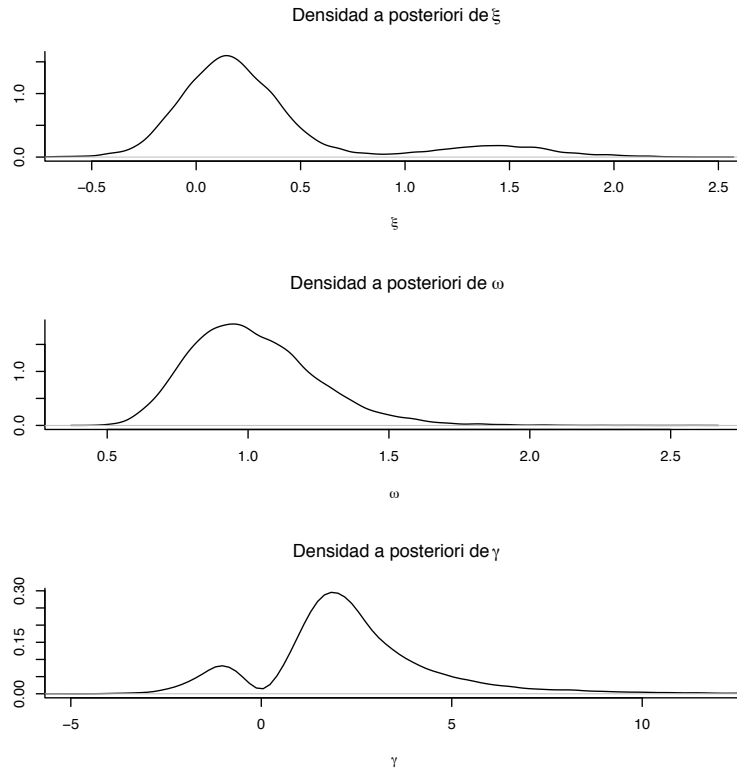 Densidad a posteriori de ξ
1.0
0.0
−0.5 0.0 0.5 1.0 1.5 2.0 2.5
ξ
Densidad a posteriori de ω
1.0
0.0
0.5 1.0 1.5 2.0 2.5
ω
Densidad a posteriori de γ
0.30
0.15
0.00
−5 0 5 10
γ